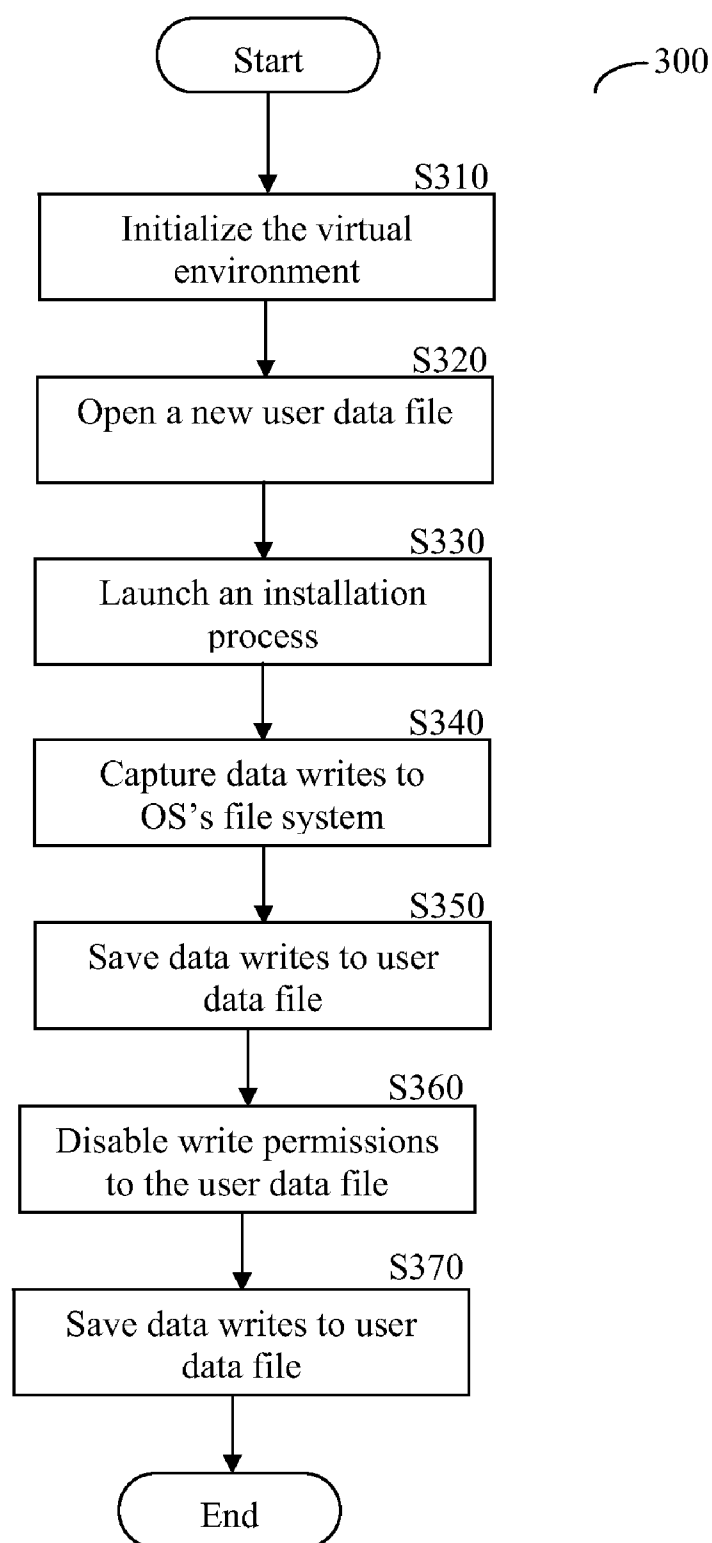 Start
300
S310
Initialize the virtual
environment
S320
Open a new user data file
S330
Launch an installation
process
S340
Capture data writes to
OS’s file system
S350
Save data writes to user
data file
S360
Disable write permissions
to the user data file
S370
Save data writes to user
data file
End